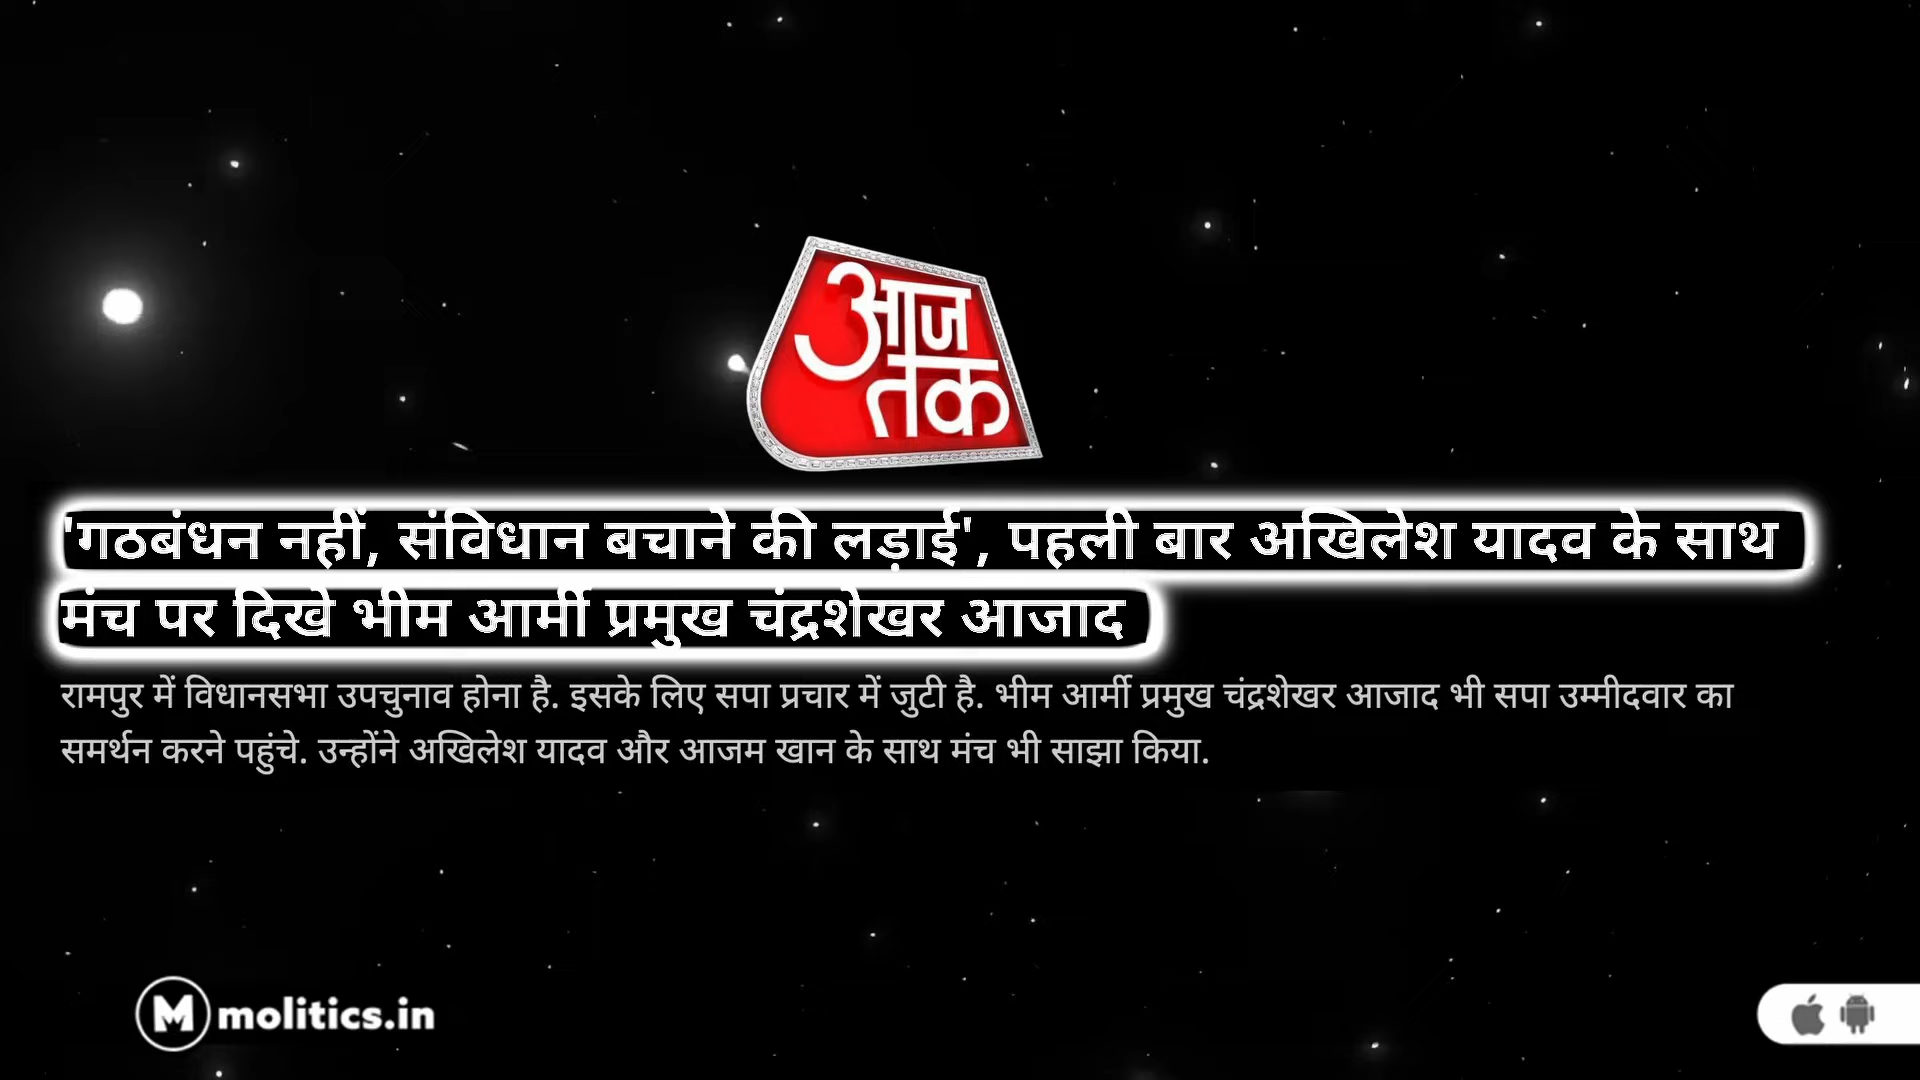 आज
तक
'गठबंधन नहीं, संविधान बचाने की लड़ाई', पहली बार अखिलेश यादव के साथ
मंच पर दिखे भीम आर्मी प्रमुख चंद्रशेखर आजाद
रामपुर में विधानसभा उपचुनाव होना है. इसके लिए सपा प्रचार में जुटी है. भीम आर्मी प्रमुख चंद्रशेखर आजाद भी सपा उम्मीदवार का
समर्थन करने पहुंचे. उन्होंने अखिलेश यादव और आजम खान के साथ मंच भी साझा किया.
M molitics.in